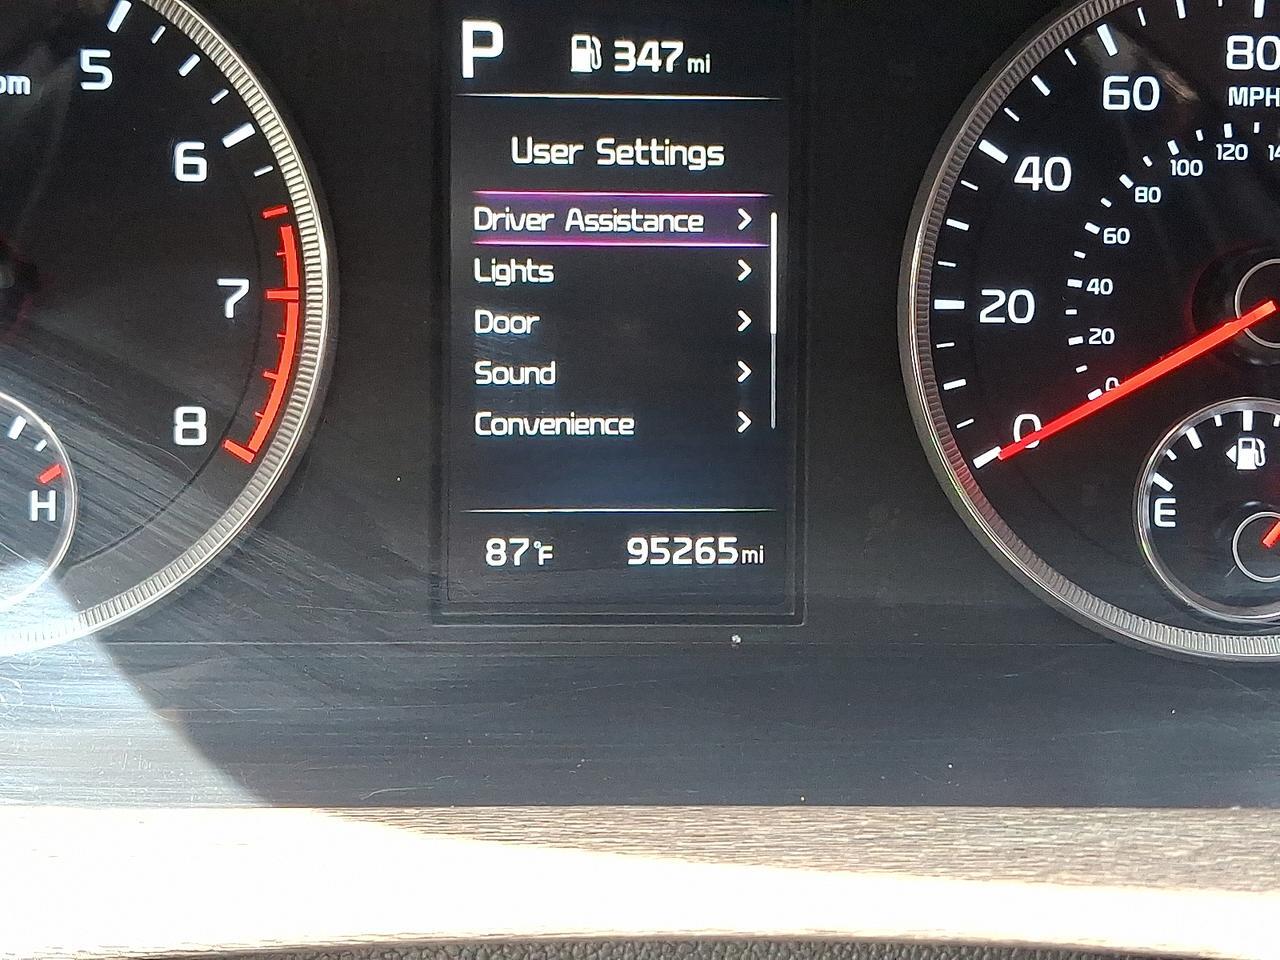 P 347 mi
User Settings
Driver Assistance >
Lights >
Door >
Sound >
Convenience >
87°F 95265 mi
5
6
7
8
H
80
MPH
60
40
20
0
120
100
80
60
40
20
0
E